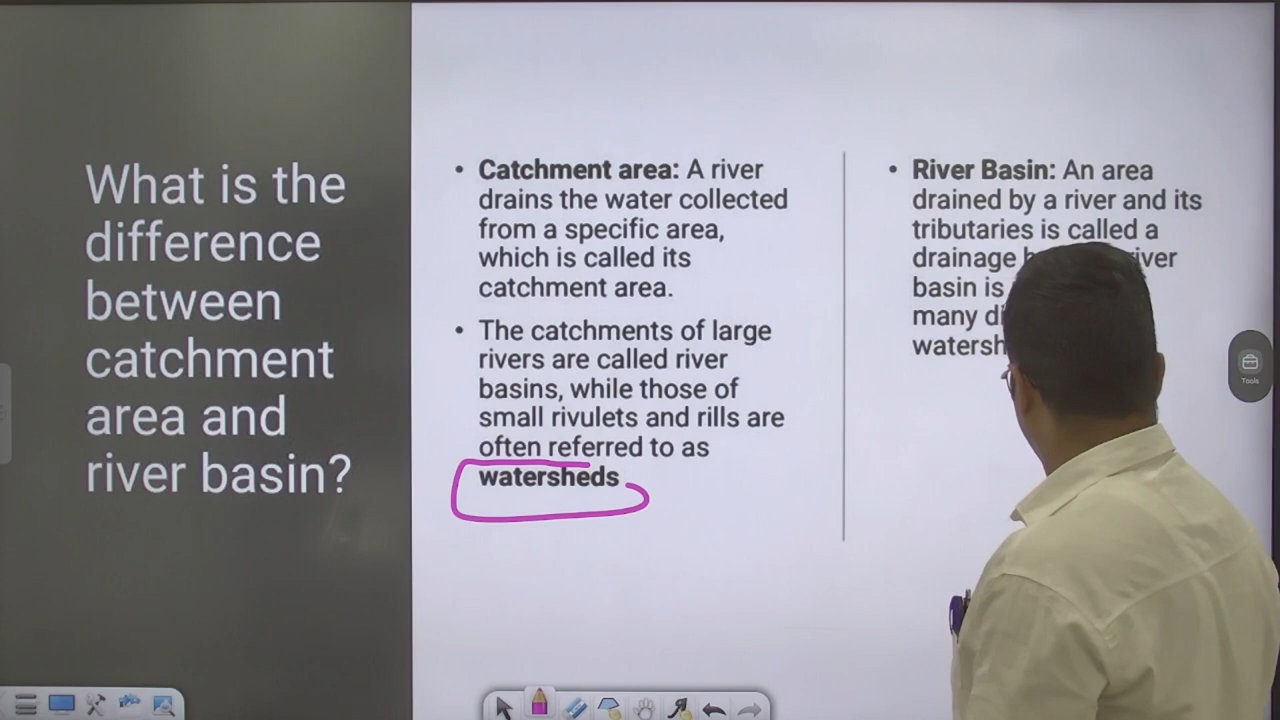 What is the
difference
between
catchment
area and
river basin?
• Catchment area: A river
drains the water collected
from a specific area,
which is called its
catchment area.
• The catchments of large
rivers are called river
basins, while those of
small rivulets and rills are
often referred to as
watersheds
• River Basin: An area
drained by a river and its
tributaries is called a
drainage
basin is
many
Tools